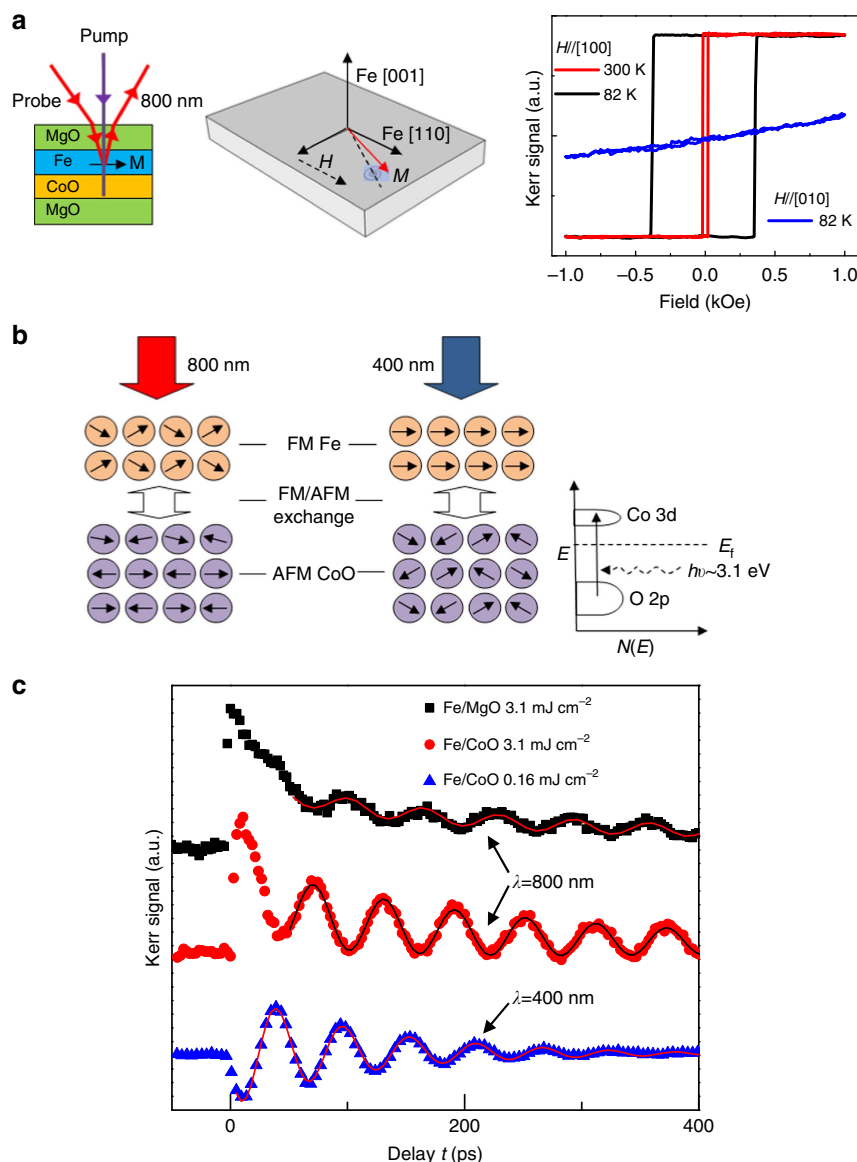 a
Pump
Probe
800 nm
MgO
Fe
M
CoO
MgO
Fe [001]
Fe [110]
H
M
Kerr signal (a.u.)
H//[100]
300 K
82 K
H//[010]
82 K
−1.0 −0.5 0.0 0.5 1.0
Field (kOe)
b
800 nm
400 nm
FM Fe
FM/AFM
exchange
AFM CoO
E
Co 3d
E_f
hυ~3.1 eV
O 2p
N(E)
c
Kerr signal (a.u.)
Fe/MgO 3.1 mJ cm⁻²
Fe/CoO 3.1 mJ cm⁻²
Fe/CoO 0.16 mJ cm⁻²
λ=800 nm
λ=400 nm
0 200 400
Delay t (ps)